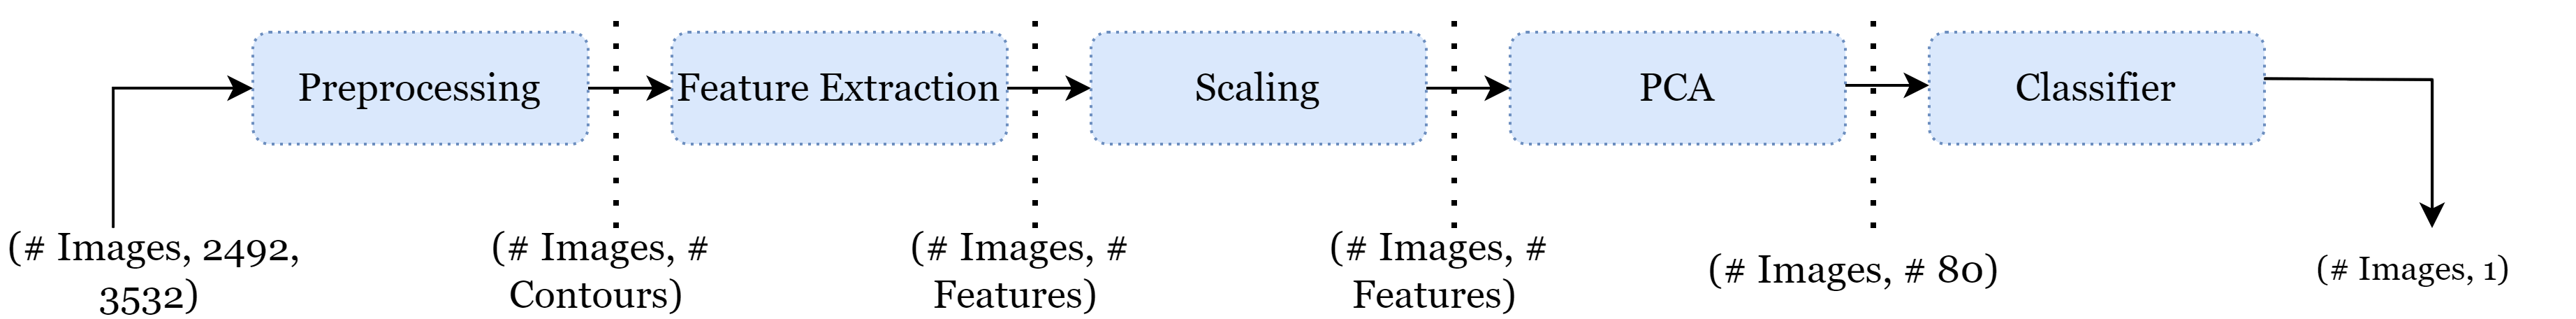 Preprocessing
Feature Extraction
Scaling
PCA
Classifier
(# Images, 2492,
3532)
(# Images, #
Contours)
(# Images, #
Features)
(# Images, #
Features)
(# Images, # 80)
(# Images, 1)